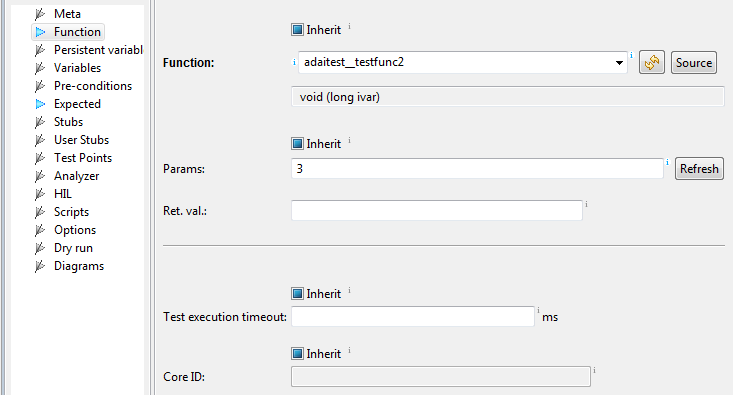 Meta
Function
Persistent variabl
Variables
Pre-conditions
Expected
Stubs
User Stubs
Test Points
Analyzer
HIL
Scripts
Options
Dry run
Diagrams
Inherit i
Function: i adaitest__testfunc2 i Source
void (long ivar)
Inherit i
Params: 3 i Refresh
Ret. val.: i
Inherit i
Test execution timeout: i ms
Inherit i
Core ID: i